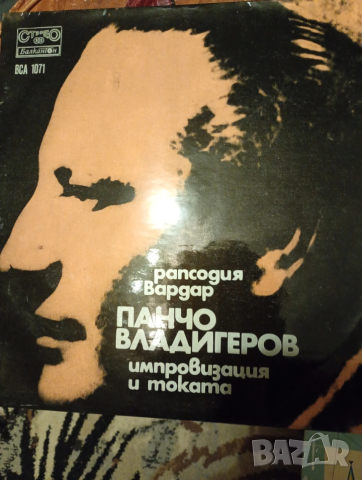 СТЕРЕО
Балкантон
ВСА 1071
рапсодия
Вардар
ПАНЧО
ВЛАДИГЕРОВ
импровизация
и токата
BAZAR